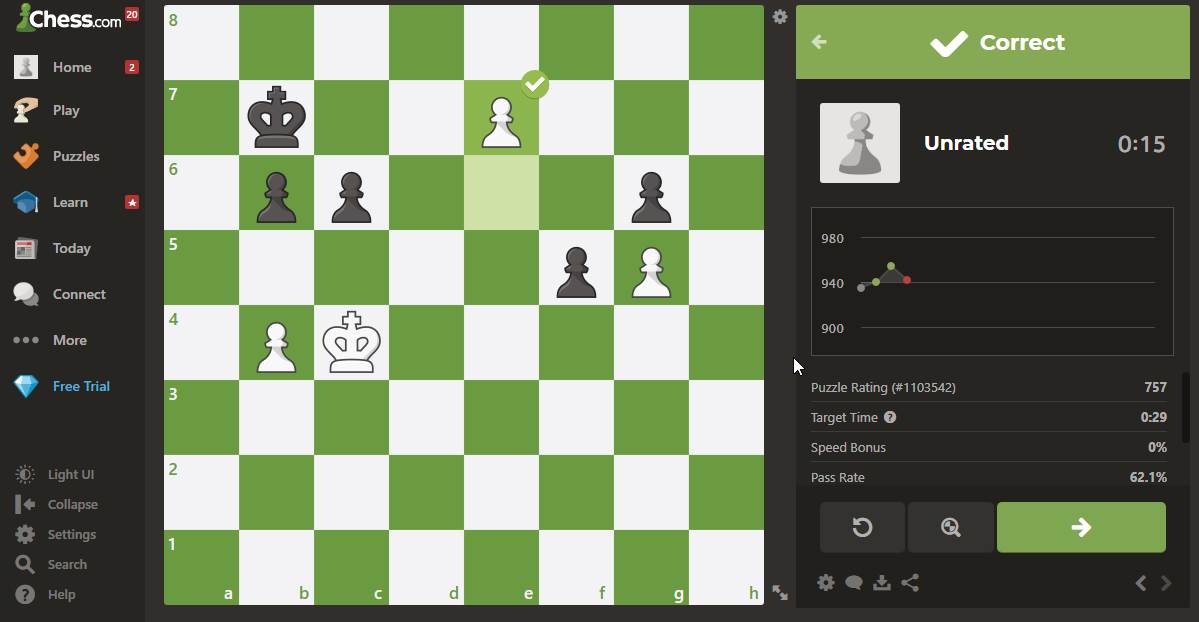 Chess.com 20
Home 2
Play
Puzzles
Learn
Today
Connect
More
Free Trial
Light UI
Collapse
Settings
Search
Help
8
7
6
5
4
3
2
1
a b c d e f g h
Correct
Unrated 0:15
980
940
900
Puzzle Rating (#1103542) 757
Target Time ? 0:29
Speed Bonus 0%
Pass Rate 62.1%